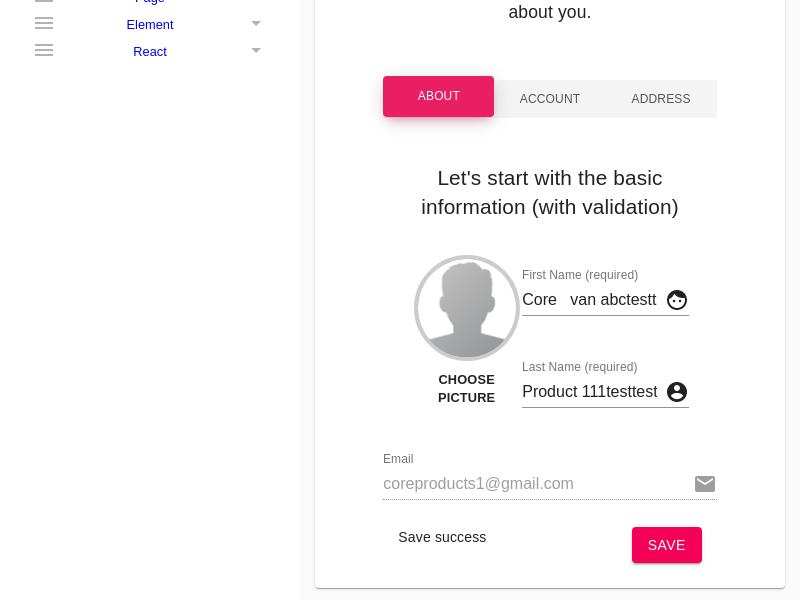 Page
Element
React
about you.
ABOUT
ACCOUNT
ADDRESS
Let's start with the basic
information (with validation)
First Name (required)
Core   van abctestt
Last Name (required)
Product 111testtest
CHOOSE
PICTURE
Email
coreproducts1@gmail.com
Save success
SAVE